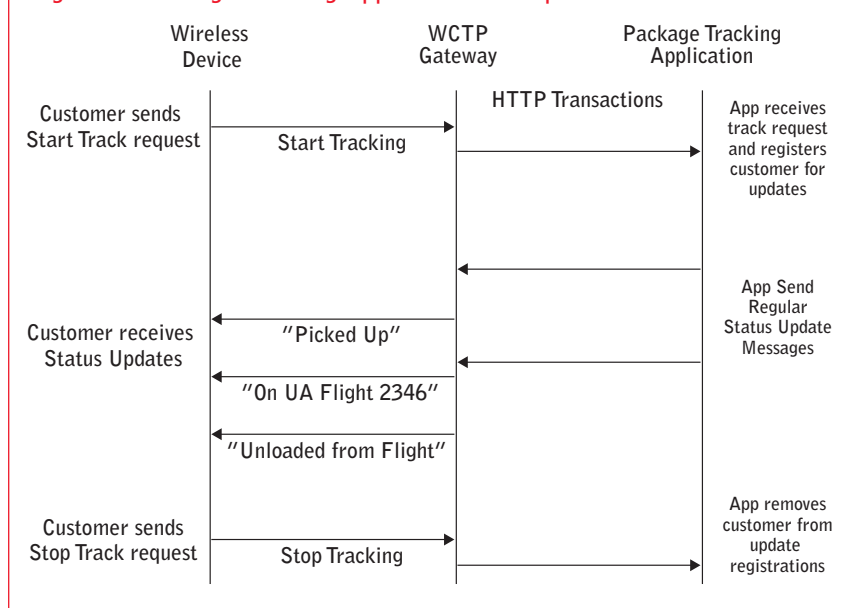 Wireless
Device
WCTP
Gateway
Package Tracking
Application
HTTP Transactions
Customer sends
Start Track request
Start Tracking
App receives
track request
and registers
customer for
updates
App Send
Regular
Status Update
Messages
Customer receives
Status Updates
"Picked Up"
"On UA Flight 2346"
"Unloaded from Flight"
Customer sends
Stop Track request
Stop Tracking
App removes
customer from
update
registrations